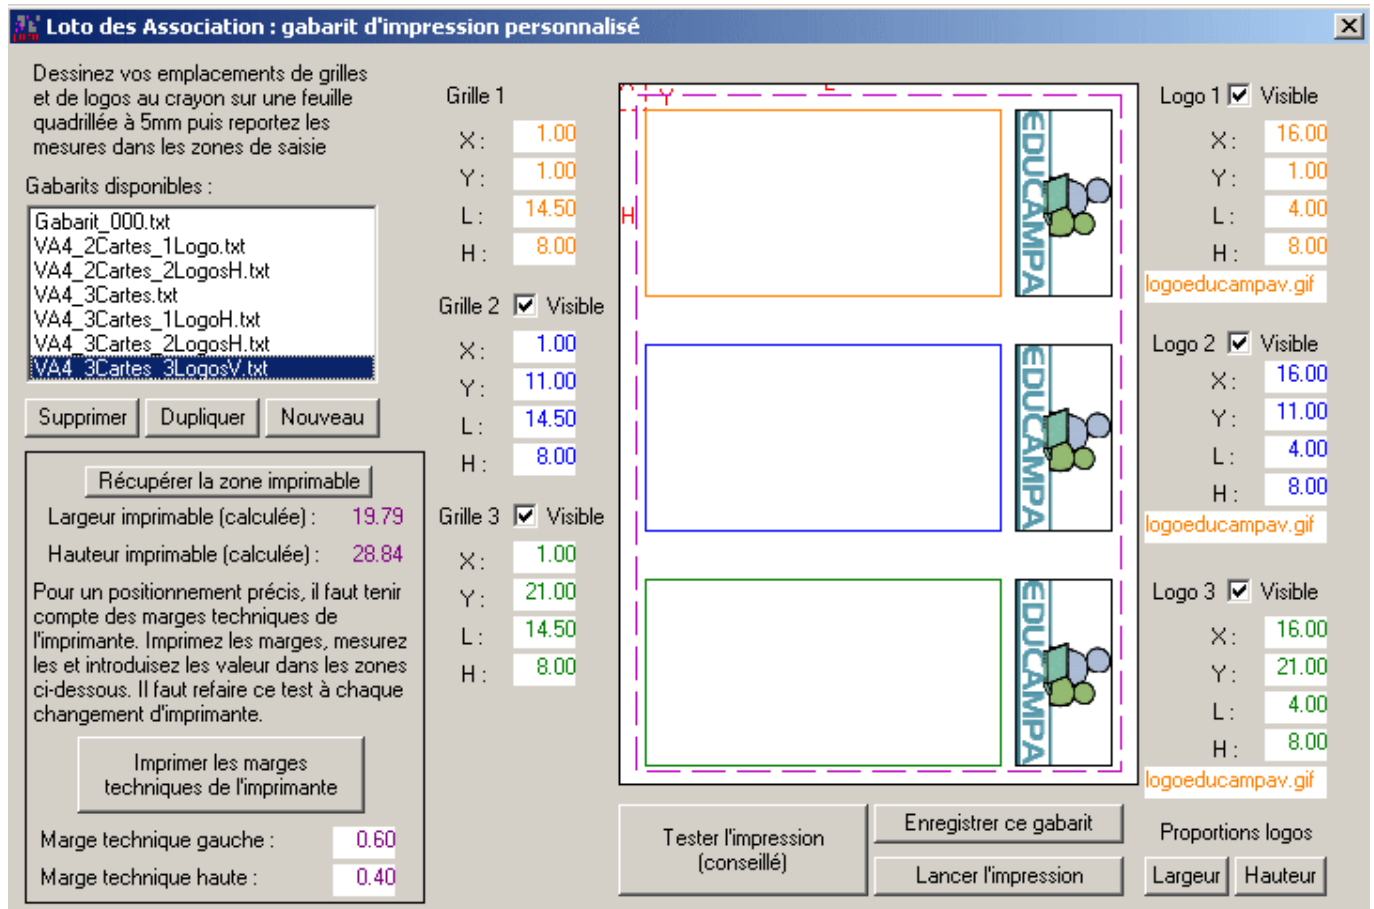 Loto des Association : gabarit d'impression personnalisé
Dessinez vos emplacements de grilles
et de logos au crayon sur une feuille
quadrillée à 5mm puis reportez les
mesures dans les zones de saisie
Gabarits disponibles :
Gabarit_000.txt
VA4_2Cartes_1Logo.txt
VA4_2Cartes_2LogosH.txt
VA4_3Cartes.txt
VA4_3Cartes_1LogoH.txt
VA4_3Cartes_2LogosH.txt
VA4_3Cartes_3LogosV.txt
Supprimer Dupliquer Nouveau
Récupérer la zone imprimable
Largeur imprimable (calculée) : 19.79
Hauteur imprimable (calculée) : 28.84
Pour un positionnement précis, il faut tenir
compte des marges techniques de
l'imprimante. Imprimez les marges, mesurez
les et introduisez les valeur dans les zones
ci-dessous. Il faut refaire ce test à chaque
changement d'imprimante.
Imprimer les marges
techniques de l'imprimante
Marge technique gauche : 0.60
Marge technique haute : 0.40
Grille 1
X : 1.00
Y : 1.00
L : 14.50
H : 8.00
Grille 2 Visible
X : 1.00
Y : 11.00
L : 14.50
H : 8.00
Grille 3 Visible
X : 1.00
Y : 21.00
L : 14.50
H : 8.00
Y
L
H
EDUCAMPA
EDUCAMPA
EDUCAMPA
Tester l'impression
(conseillé)
Enregistrer ce gabarit
Lancer l'impression
Logo 1 Visible
X : 16.00
Y : 1.00
L : 4.00
H : 8.00
logoeducampav.gif
Logo 2 Visible
X : 16.00
Y : 11.00
L : 4.00
H : 8.00
logoeducampav.gif
Logo 3 Visible
X : 16.00
Y : 21.00
L : 4.00
H : 8.00
logoeducampav.gif
Proportions logos
Largeur Hauteur